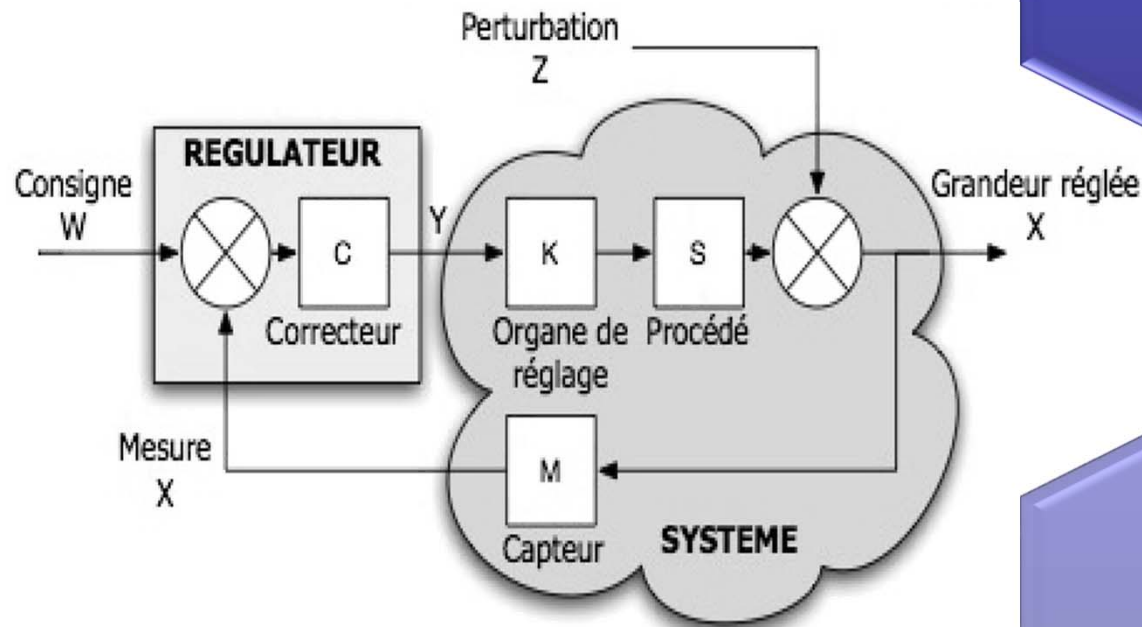 Perturbation
Z
REGULATEUR
Consigne
W
C
Correcteur
Y
K
Organe de
réglage
S
Procédé
Grandeur réglée
X
Mesure
X
M
Capteur
SYSTEME